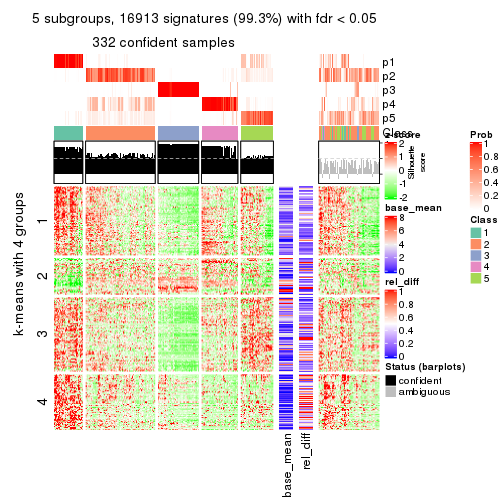 5 subgroups, 16913 signatures (99.3%) with fdr < 0.05
332 confident samples
p1
p2
p3
p4
p5
Class
Silhouette
score
1
2
3
4
k-means with 4 groups
base_mean
rel_diff
z-score
2
1
0
-1
-2
base_mean
8
6
4
2
0
rel_diff
1
0.8
0.6
0.4
0.2
0
Status (barplots)
confident
ambiguous
Prob
1
0.8
0.6
0.4
0.2
0
Class
1
2
3
4
5